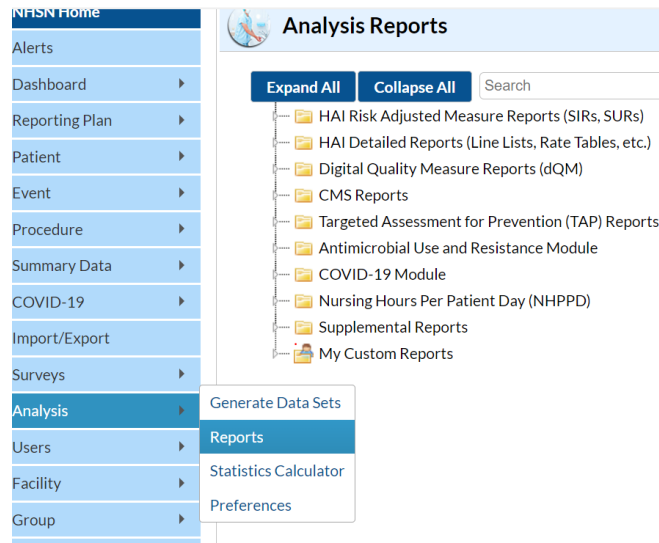 NHSN Home
Alerts
Dashboard
Reporting Plan
Patient
Event
Procedure
Summary Data
COVID-19
Import/Export
Surveys
Analysis
Users
Facility
Group
Analysis Reports
Expand All Collapse All Search
HAI Risk Adjusted Measure Reports (SIRs, SURs)
HAI Detailed Reports (Line Lists, Rate Tables, etc.)
Digital Quality Measure Reports (dQM)
CMS Reports
Targeted Assessment for Prevention (TAP) Reports
Antimicrobial Use and Resistance Module
COVID-19 Module
Nursing Hours Per Patient Day (NHPPD)
Supplemental Reports
My Custom Reports
Generate Data Sets
Reports
Statistics Calculator
Preferences